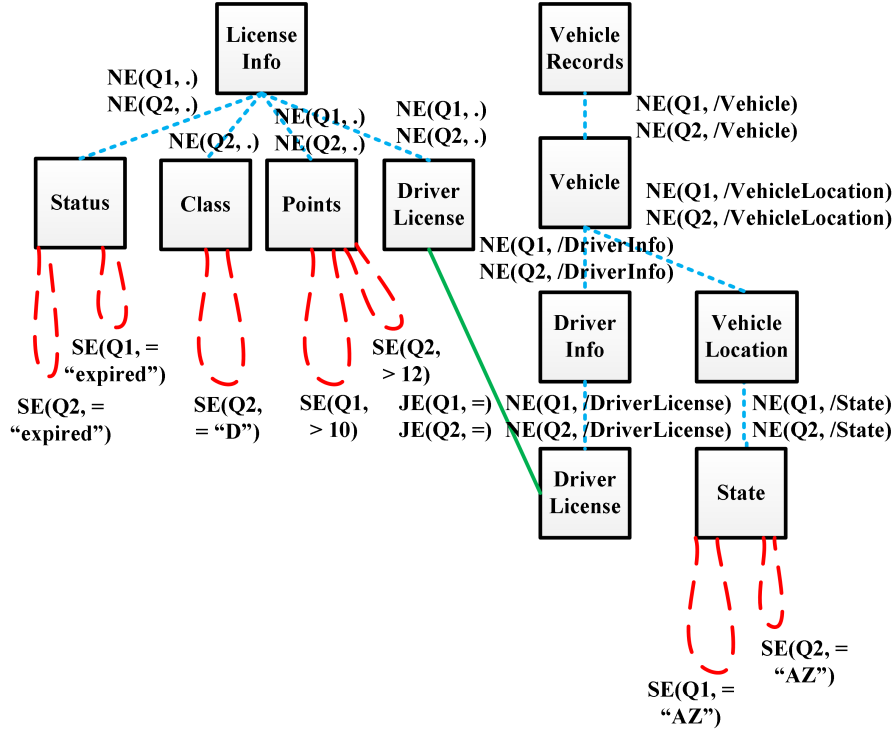 License
Info
Vehicle
Records
NE(Q1, .)
NE(Q2, .)
NE(Q2, .)
NE(Q1, .)
NE(Q2, .)
NE(Q1, .)
NE(Q2, .)
NE(Q1, /Vehicle)
NE(Q2, /Vehicle)
Status
Class
Points
Driver
License
Vehicle
NE(Q1, /VehicleLocation)
NE(Q2, /VehicleLocation)
NE(Q1, /DriverInfo)
NE(Q2, /DriverInfo)
Driver
Info
Vehicle
Location
SE(Q1, =
“expired”)
SE(Q2, =
“expired”)
SE(Q2,
= “D”)
SE(Q1,
> 10)
SE(Q2,
> 12)
JE(Q1, =)
JE(Q2, =)
NE(Q1, /DriverLicense)
NE(Q2, /DriverLicense)
NE(Q1, /State)
NE(Q2, /State)
Driver
License
State
SE(Q2, =
“AZ”)
SE(Q1, =
“AZ”)